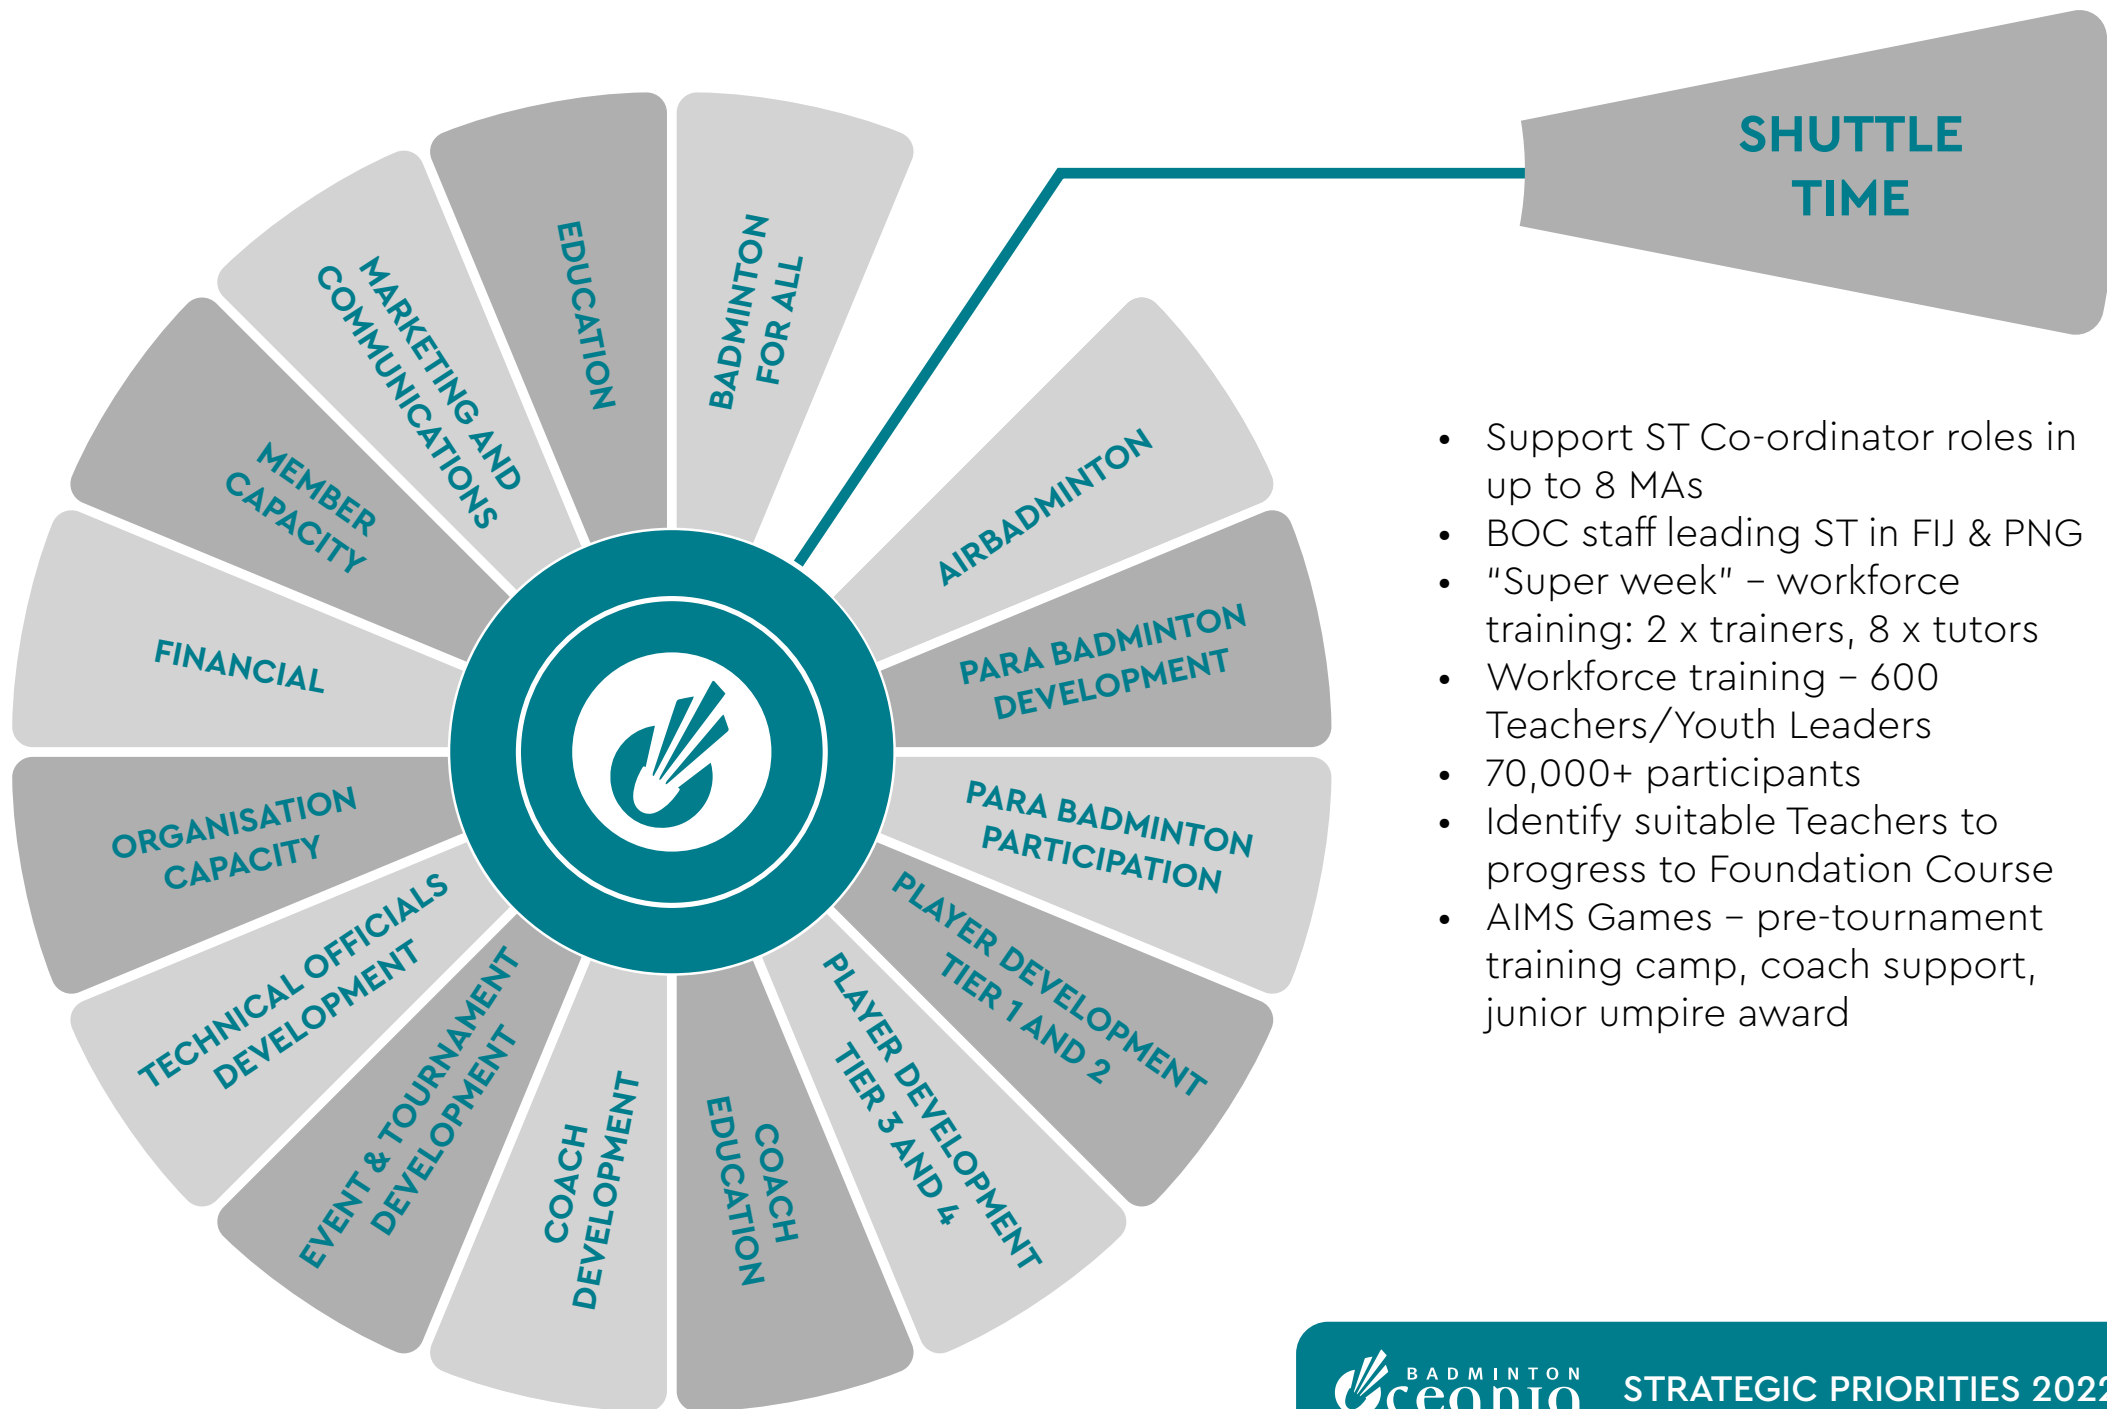 SHUTTLE
TIME
BADMINTON
FOR ALL
AIRBADMINTON
PARA BADMINTON
DEVELOPMENT
PARA BADMINTON
PARTICIPATION
PLAYER DEVELOPMENT
TIER 1 AND 2
PLAYER DEVELOPMENT
TIER 3 AND 4
COACH
EDUCATION
COACH
DEVELOPMENT
EVENT & TOURNAMENT
DEVELOPMENT
TECHNICAL OFFICIALS
DEVELOPMENT
ORGANISATION
CAPACITY
FINANCIAL
MEMBER
CAPACITY
MARKETING AND
COMMUNICATIONS
EDUCATION
• Support ST Co-ordinator roles in
up to 8 MAs
• BOC staff leading ST in FIJ & PNG
• “Super week” – workforce
training: 2 x trainers, 8 x tutors
• Workforce training – 600
Teachers/Youth Leaders
• 70,000+ participants
• Identify suitable Teachers to
progress to Foundation Course
• AIMS Games – pre-tournament
training camp, coach support,
junior umpire award
BADMINTON
Oceania
STRATEGIC PRIORITIES 2022